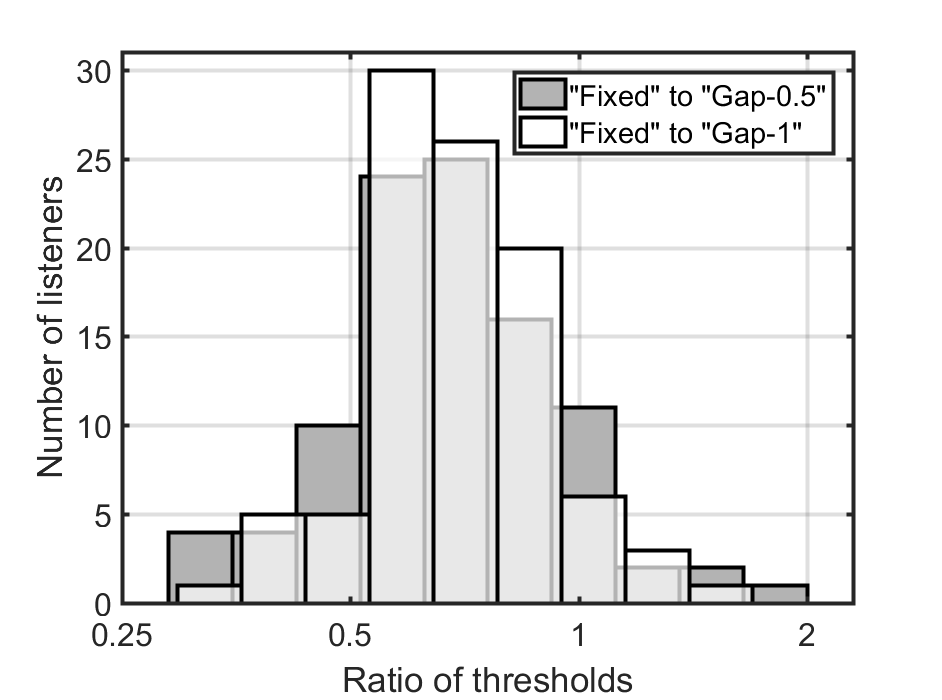 30
25
20
15
10
5
0
Number of listeners
"Fixed" to "Gap-0.5"
"Fixed" to "Gap-1"
0.25 0.5 1 2
Ratio of thresholds